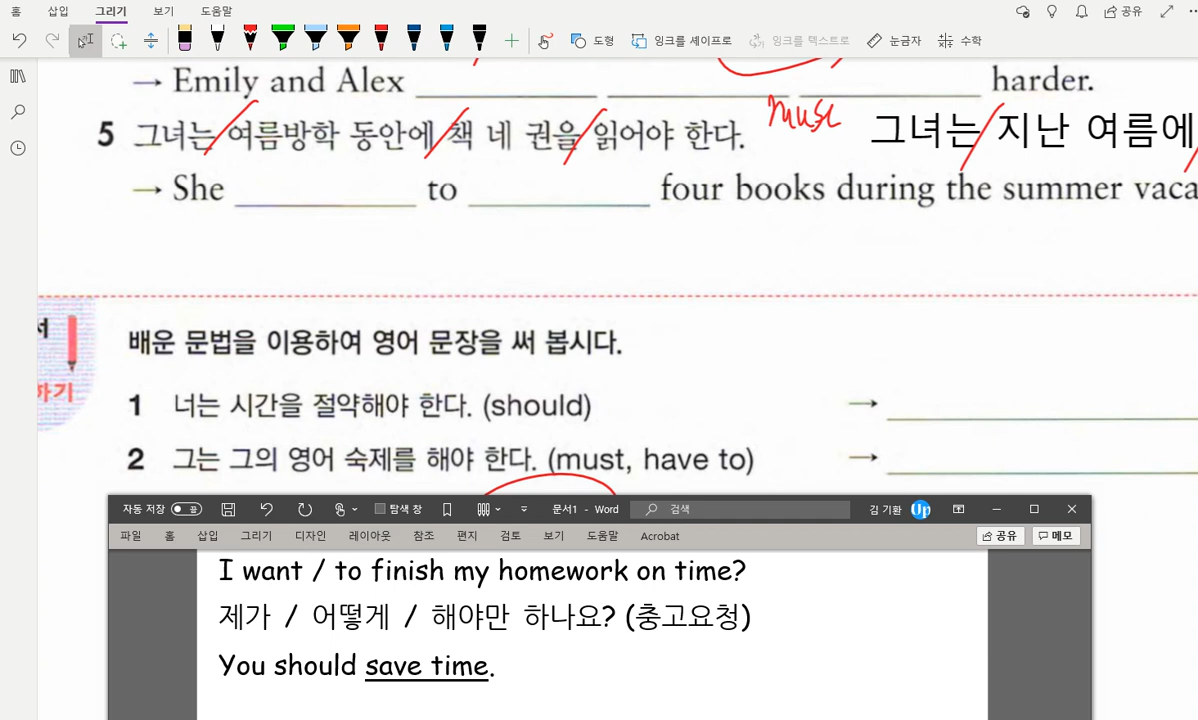 홈 삽입 그리기 보기 도움말 공유
도형 잉크를 셰이프로 잉크를 텍스트로 눈금자 수학
→ Emily and Alex harder.
must
5 그녀는 여름방학 동안에 책 네 권을 읽어야 한다. 그녀는 지난 여름에
→ She to four books during the summer vaca
배운 문법을 이용하여 영어 문장을 써 봅시다.
하기
1 너는 시간을 절약해야 한다. (should) →
2 그는 그의 영어 숙제를 해야 한다. (must, have to) →
자동 저장 끔 탐색 창 문서1 - Word 검색 김 기환 Up
파일 홈 삽입 그리기 디자인 레이아웃 참조 편지 검토 보기 도움말 Acrobat 공유 메모
I want / to finish my homework on time?
제가 / 어떻게 / 해야만 하나요? (충고요청)
You should save time.